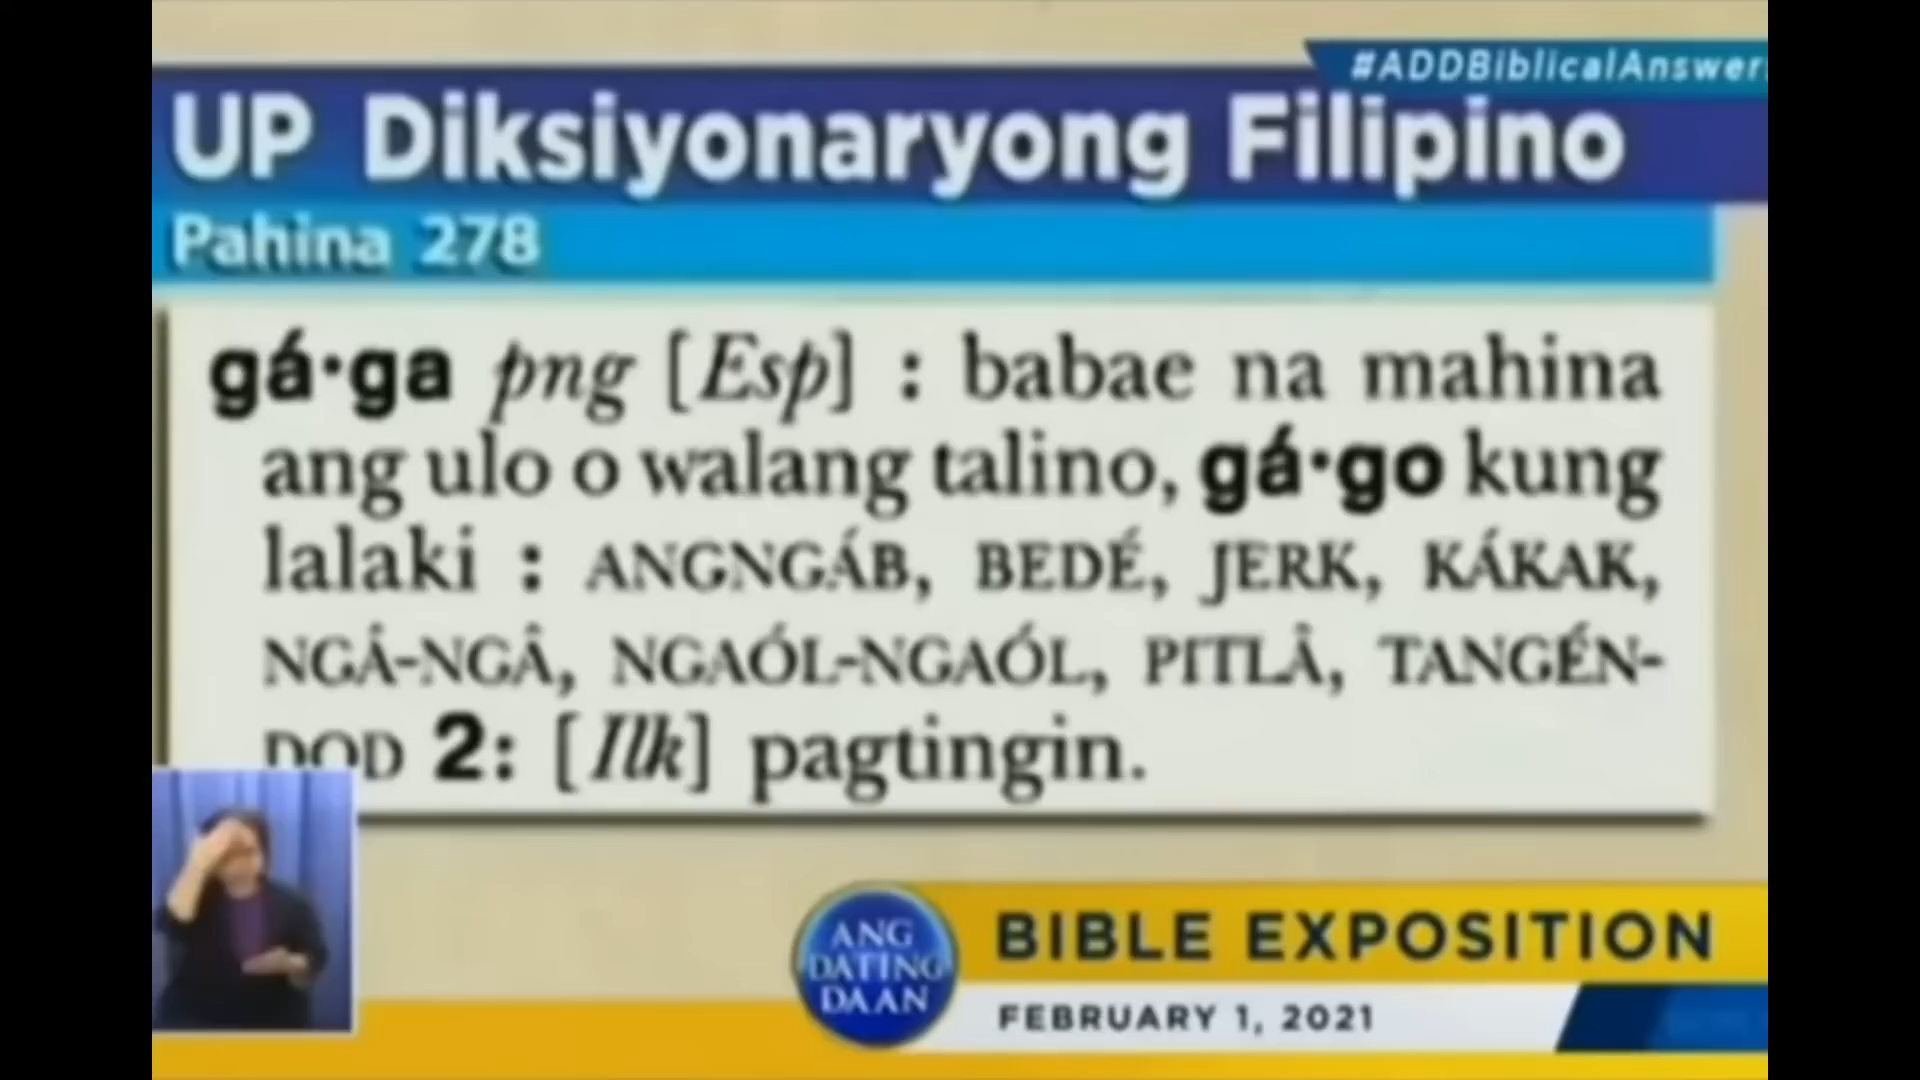 #ADDBiblicalAnswer
UP Diksiyonaryong Filipino
Pahina 278
gá·ga png [Esp] : babae na mahina
ang ulo o walang talino, gá·go kung
lalaki : ANGNGÁB, BEDÉ, JERK, KÁKAK,
NGÁ-NGÂ, NGAÓL-NGAÓL, PITLÂ, TANGÉN-
DOD 2: [Ilk] pagtingin.
ANG
DATING
DAAN
BIBLE EXPOSITION
FEBRUARY 1, 2021